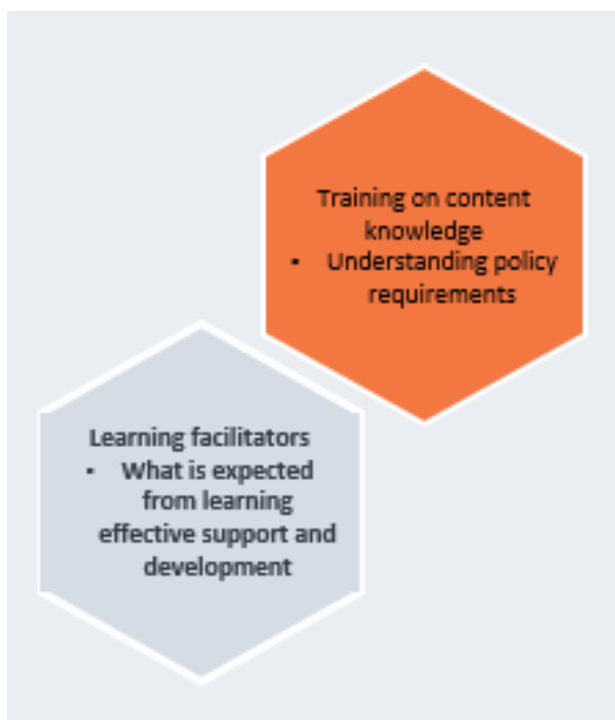 Training on content
knowledge
▪ Understanding policy
requirements
Learning facilitators
▪ What is expected
from learning
effective support and
development